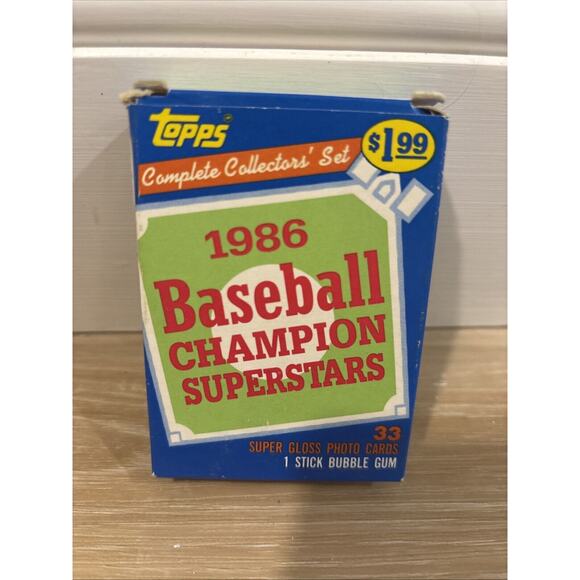 Topps
Complete Collectors' Set
$1.99
1986
Baseball
CHAMPION
SUPERSTARS
33
SUPER GLOSS PHOTO CARDS
1 STICK BUBBLE GUM